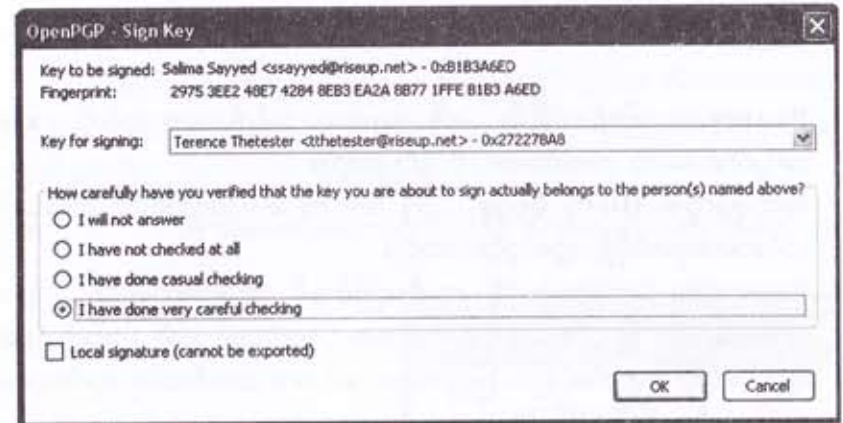 OpenPGP - Sign Key
Key to be signed: Salima Sayyed <ssayyed@riseup.net> - 0xB1B3A6ED
Fingerprint: 2975 3EE2 48E7 4284 8EB3 EA2A 8B77 1FFE B1B3 A6ED
Key for signing: Terence Thetester <tthetester@riseup.net> - 0x272278A8
How carefully have you verified that the key you are about to sign actually belongs to the person(s) named above?
I will not answer
I have not checked at all
I have done casual checking
I have done very careful checking
Local signature (cannot be exported)
OK Cancel